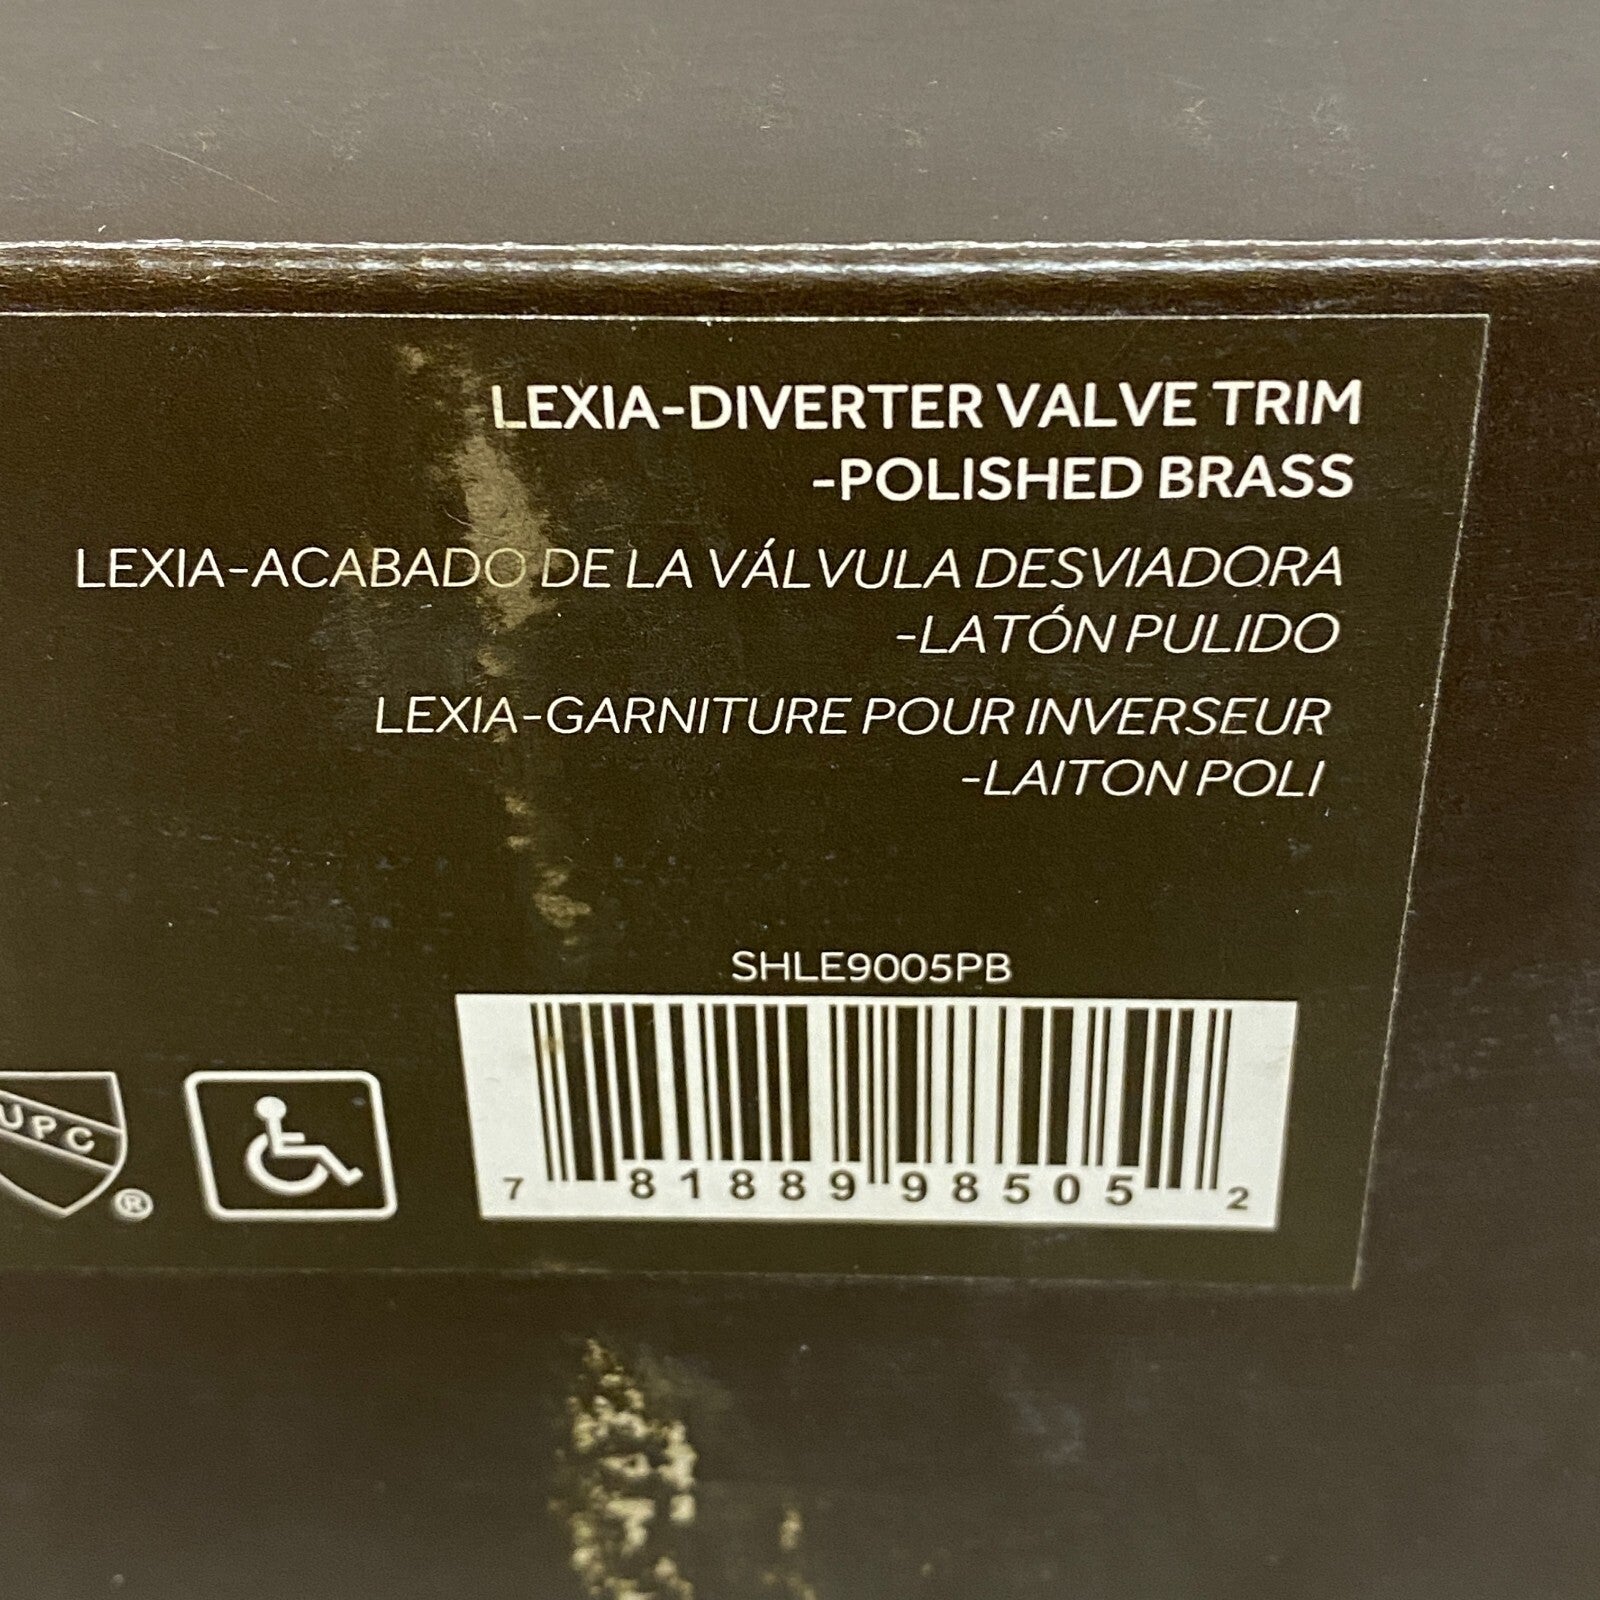 LEXIA-DIVERTER VALVE TRIM
-POLISHED BRASS
LEXIA-ACABADO DE LA VÁLVULA DESVIADORA
-LATÓN PULIDO
LEXIA-GARNITURE POUR INVERSEUR
-LAITON POLI
SHLE9005PB
UPC ®
7 81889 98505 2